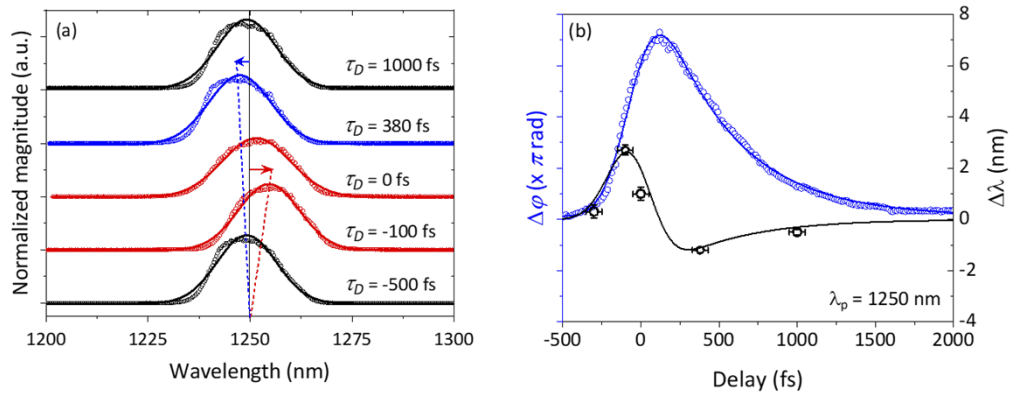 (a)
τD = 1000 fs
τD = 380 fs
τD = 0 fs
τD = -100 fs
τD = -500 fs
Normalized magnitude (a.u.)
1200 1225 1250 1275 1300
Wavelength (nm)
(b)
Δφ (x π rad)
8
6
4
2
0
-2
-4
Δλ (nm)
λp = 1250 nm
-500 0 500 1000 1500 2000
Delay (fs)